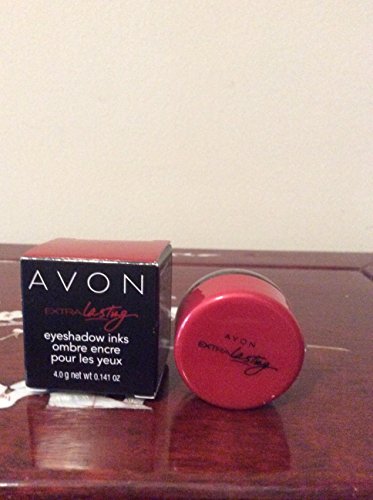 AVON
EXTRA lasting
eyeshadow inks
ombre encre
pour les yeux
4.0 g net wt 0.141 oz
AVON
EXTRA lasting